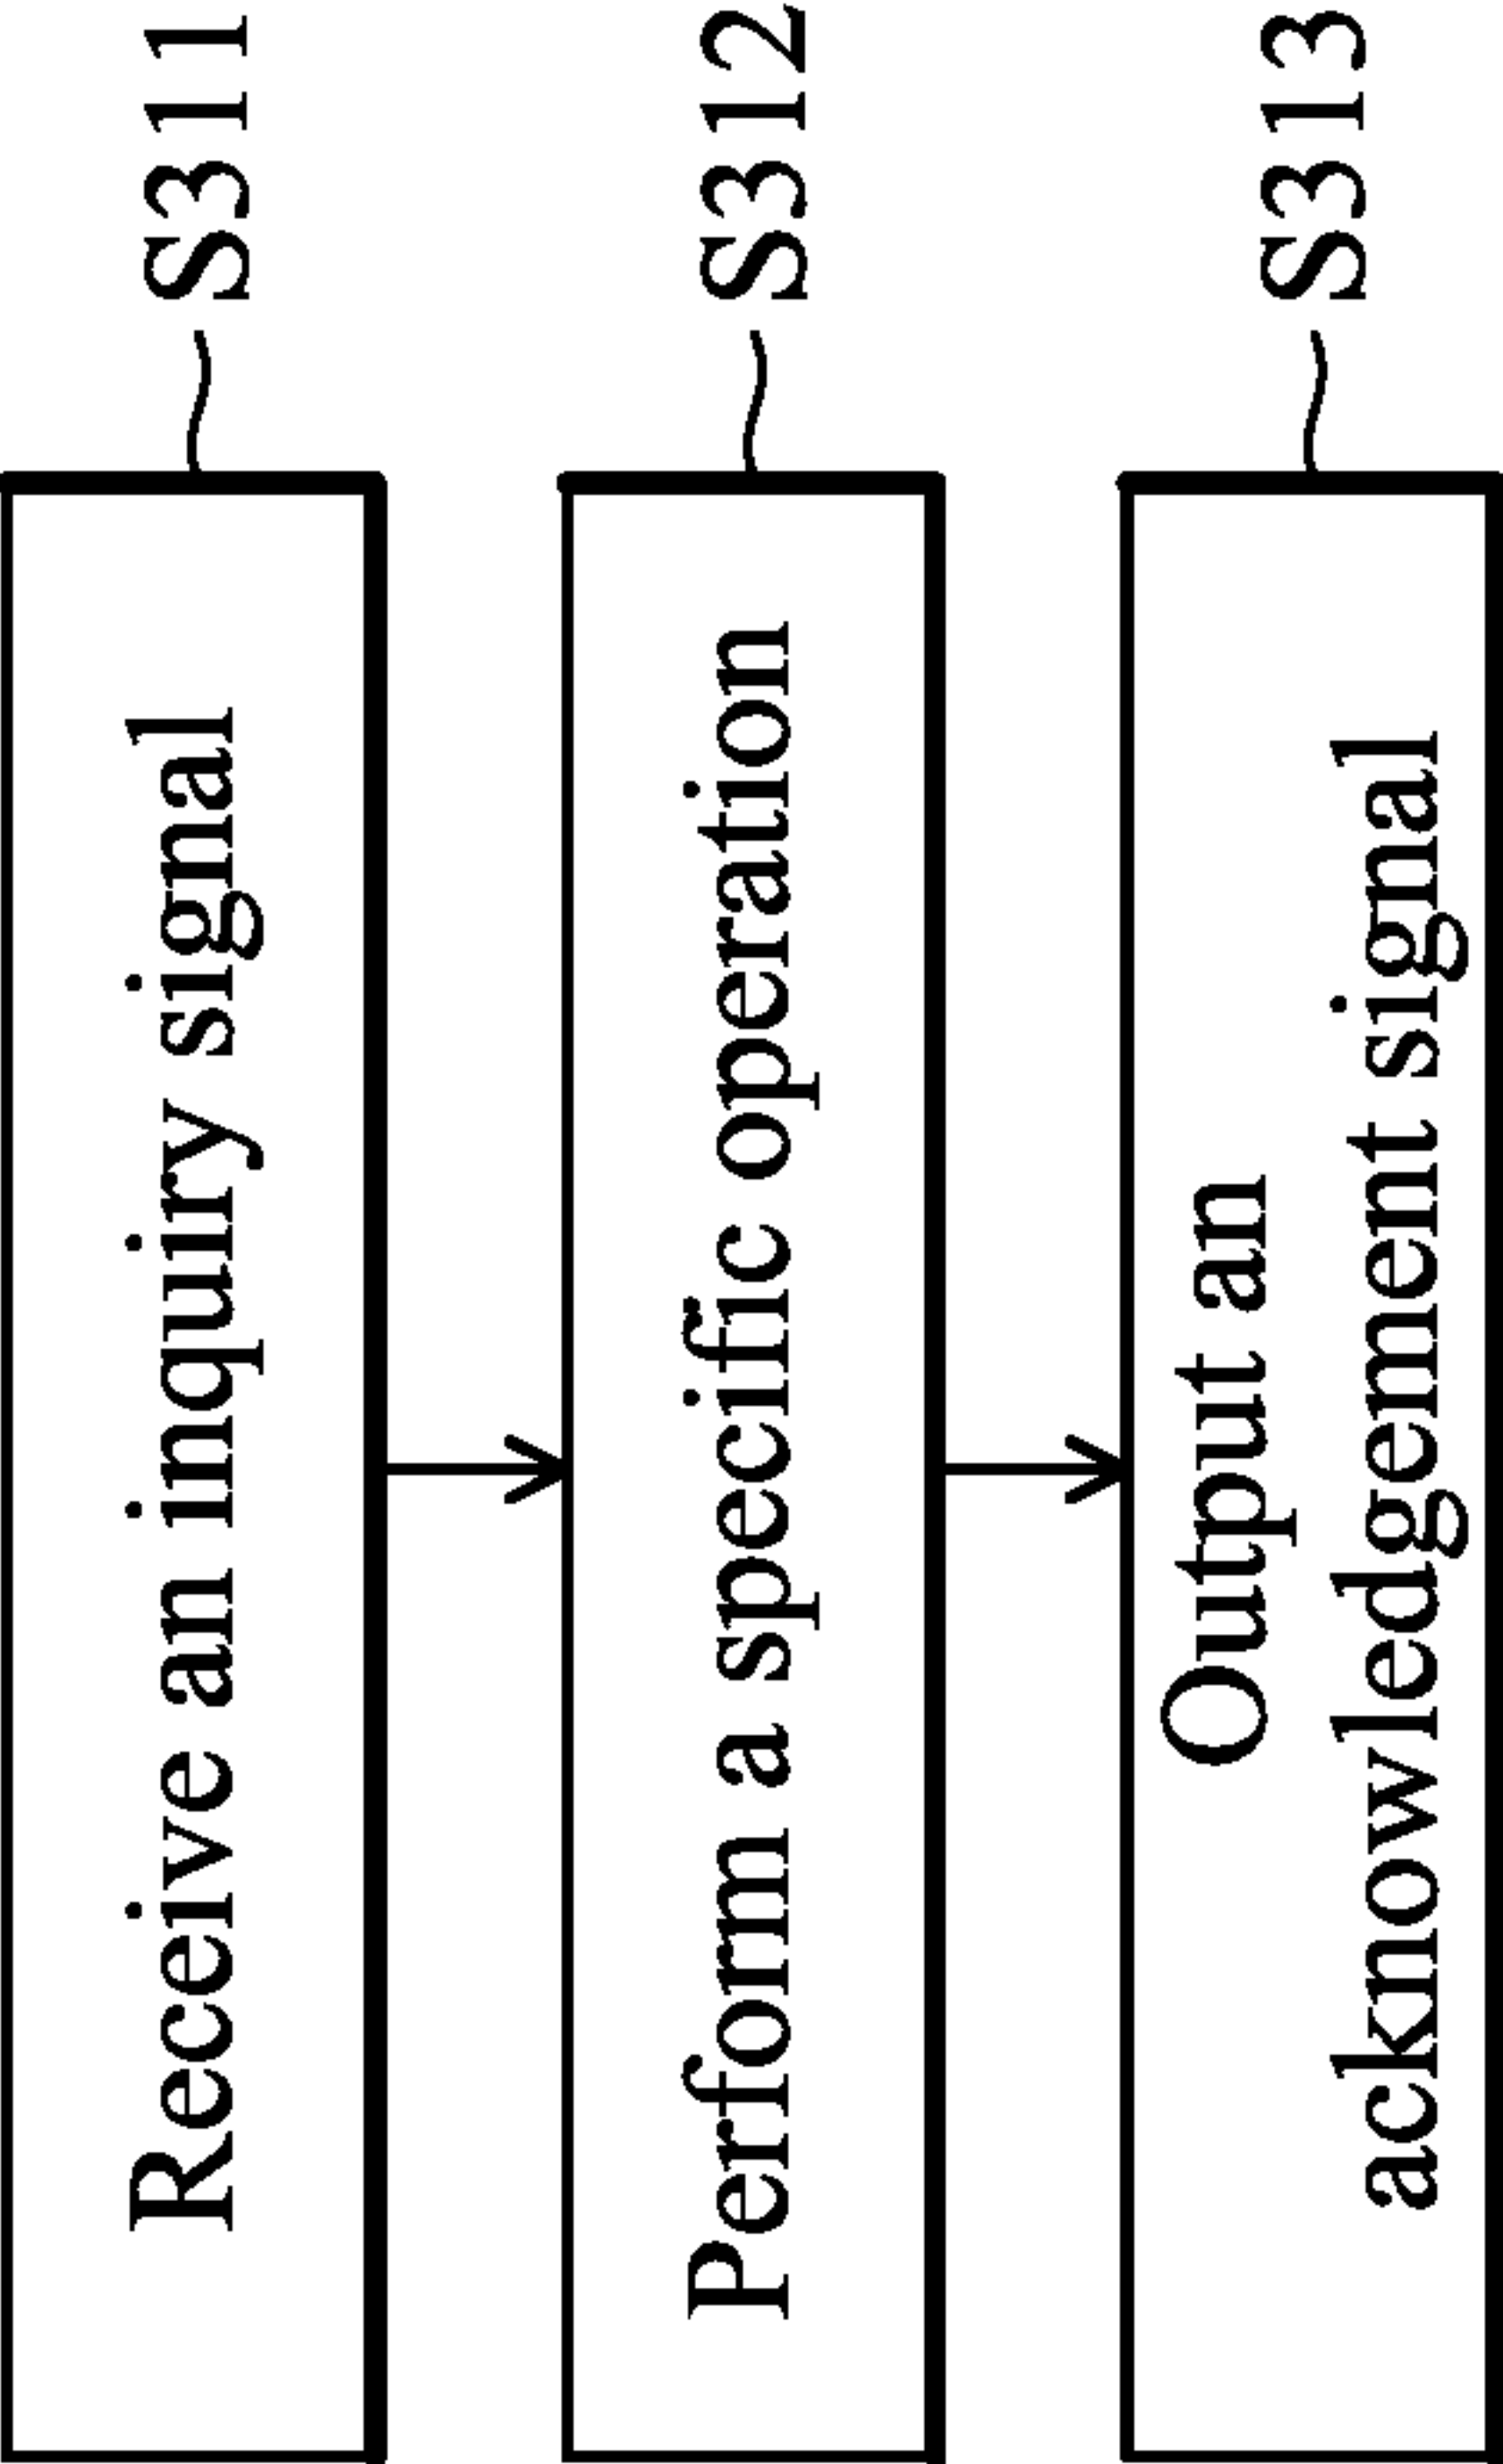 Receive an inquiry signal
S311
Perform a specific operation
S312
Output an
acknowledgement signal
S313